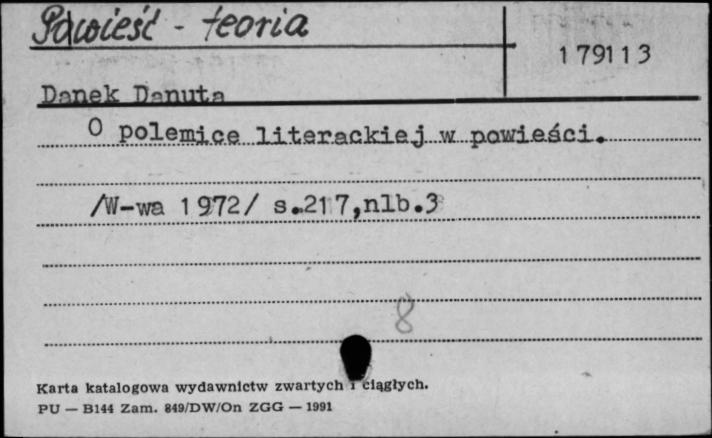 Powieść - teoria
179113
Danek Danuta
O polemice literackiej w powieści.
/W-wa 1972/ s.217,nlb.3
8
Karta katalogowa wydawnictw zwartych i ciągłych.
PU — B144 Zam. 849/DW/On ZGG — 1991